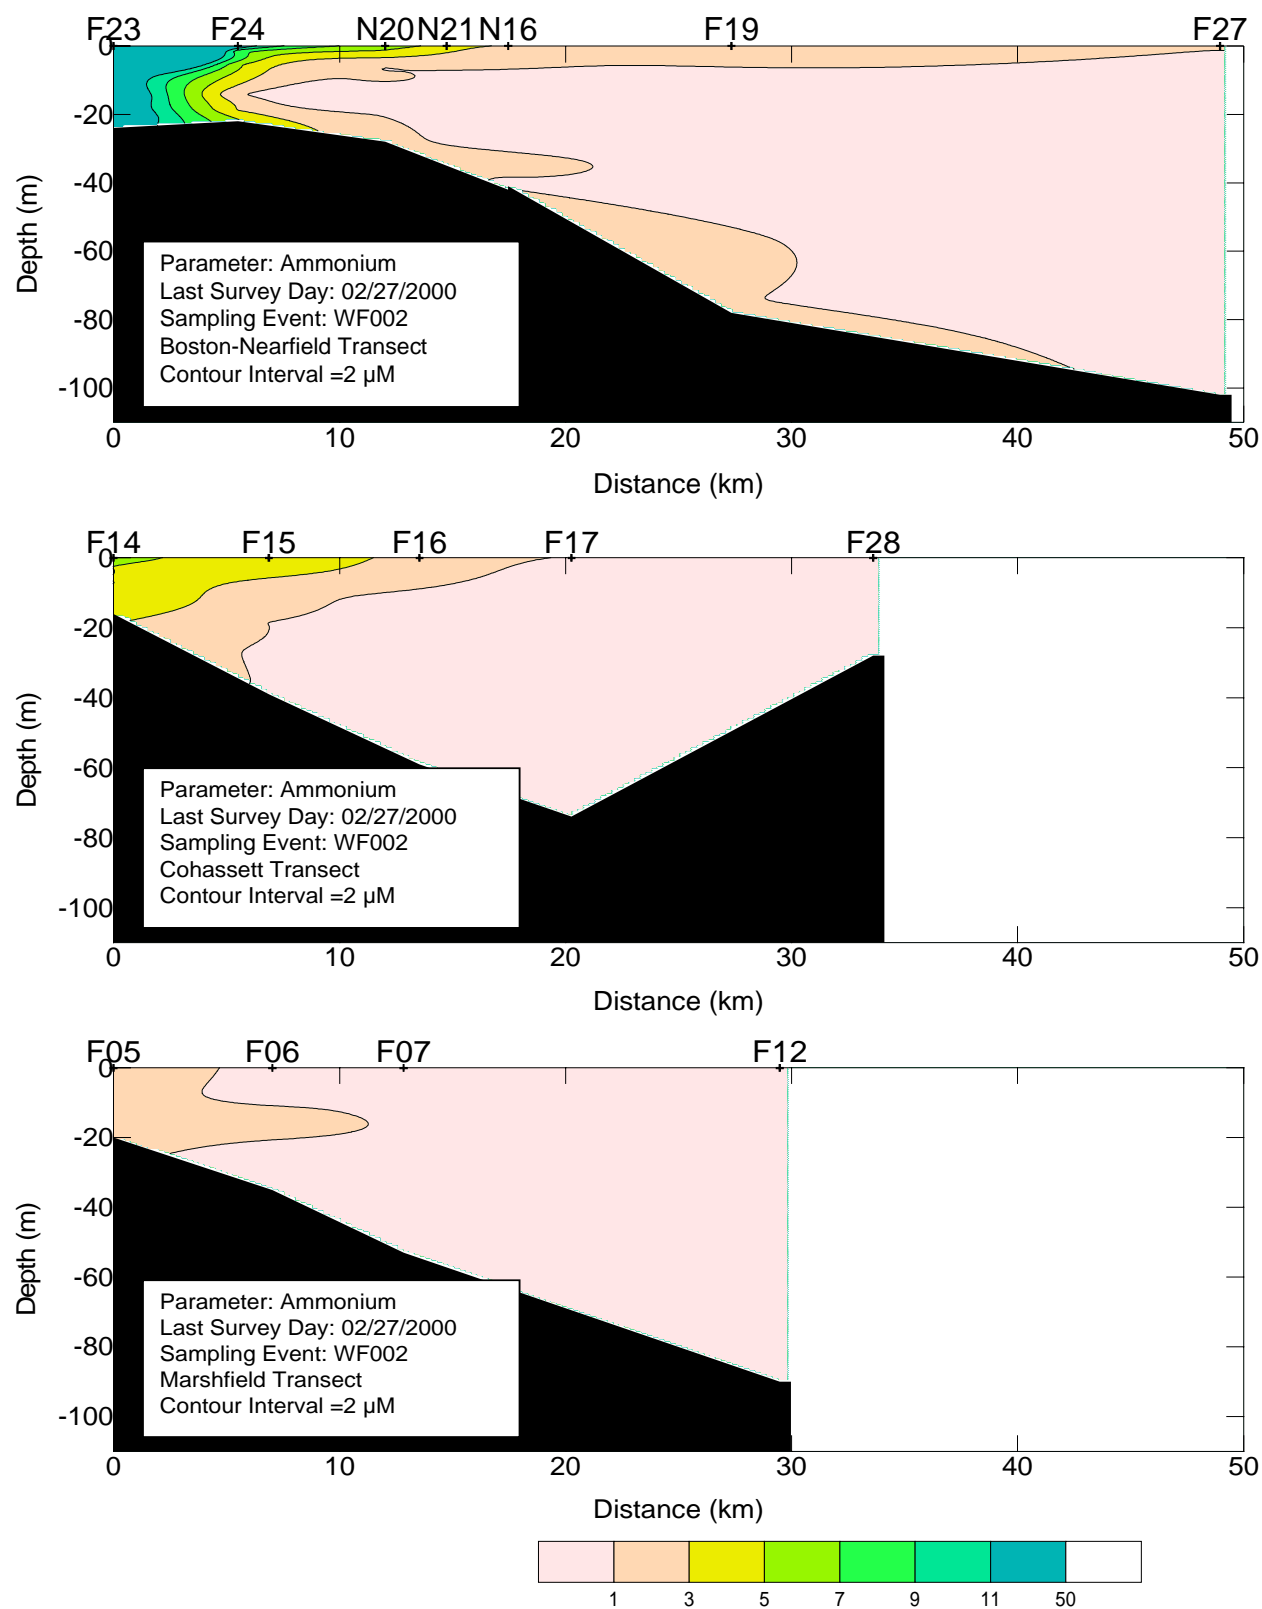 F23 F24 N20 N21 N16 F19 F27
0
-20
-40
-60
-80
-100
Depth (m)
Parameter: Ammonium
Last Survey Day: 02/27/2000
Sampling Event: WF002
Boston-Nearfield Transect
Contour Interval =2 µM
0 10 20 30 40 50
Distance (km)
F14 F15 F16 F17 F28
0
-20
-40
-60
-80
-100
Depth (m)
Parameter: Ammonium
Last Survey Day: 02/27/2000
Sampling Event: WF002
Cohassett Transect
Contour Interval =2 µM
0 10 20 30 40 50
Distance (km)
F05 F06 F07 F12
0
-20
-40
-60
-80
-100
Depth (m)
Parameter: Ammonium
Last Survey Day: 02/27/2000
Sampling Event: WF002
Marshfield Transect
Contour Interval =2 µM
0 10 20 30 40 50
Distance (km)
1 3 5 7 9 11 50